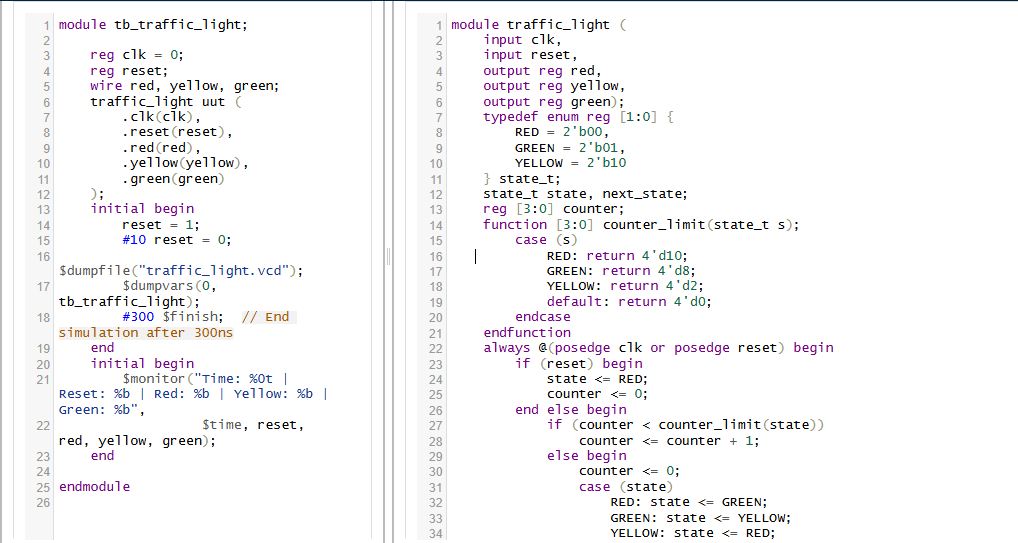 1 module tb_traffic_light;
2
3 reg clk = 0;
4 reg reset;
5 wire red, yellow, green;
6 traffic_light uut (
7 .clk(clk),
8 .reset(reset),
9 .red(red),
10 .yellow(yellow),
11 .green(green)
12 );
13 initial begin
14 reset = 1;
15 #10 reset = 0;
16
$dumpfile("traffic_light.vcd");
17 $dumpvars(0,
tb_traffic_light);
18 #300 $finish; // End
simulation after 300ns
19 end
20 initial begin
21 $monitor("Time: %0t |
Reset: %b | Red: %b | Yellow: %b |
Green: %b",
22 $time, reset,
red, yellow, green);
23 end
24
25 endmodule
26
1 module traffic_light (
2 input clk,
3 input reset,
4 output reg red,
5 output reg yellow,
6 output reg green);
7 typedef enum reg [1:0] {
8 RED = 2'b00,
9 GREEN = 2'b01,
10 YELLOW = 2'b10
11 } state_t;
12 state_t state, next_state;
13 reg [3:0] counter;
14 function [3:0] counter_limit(state_t s);
15 case (s)
16 RED: return 4'd10;
17 GREEN: return 4'd8;
18 YELLOW: return 4'd2;
19 default: return 4'd0;
20 endcase
21 endfunction
22 always @(posedge clk or posedge reset) begin
23 if (reset) begin
24 state <= RED;
25 counter <= 0;
26 end else begin
27 if (counter < counter_limit(state))
28 counter <= counter + 1;
29 else begin
30 counter <= 0;
31 case (state)
32 RED: state <= GREEN;
33 GREEN: state <= YELLOW;
34 YELLOW: state <= RED;